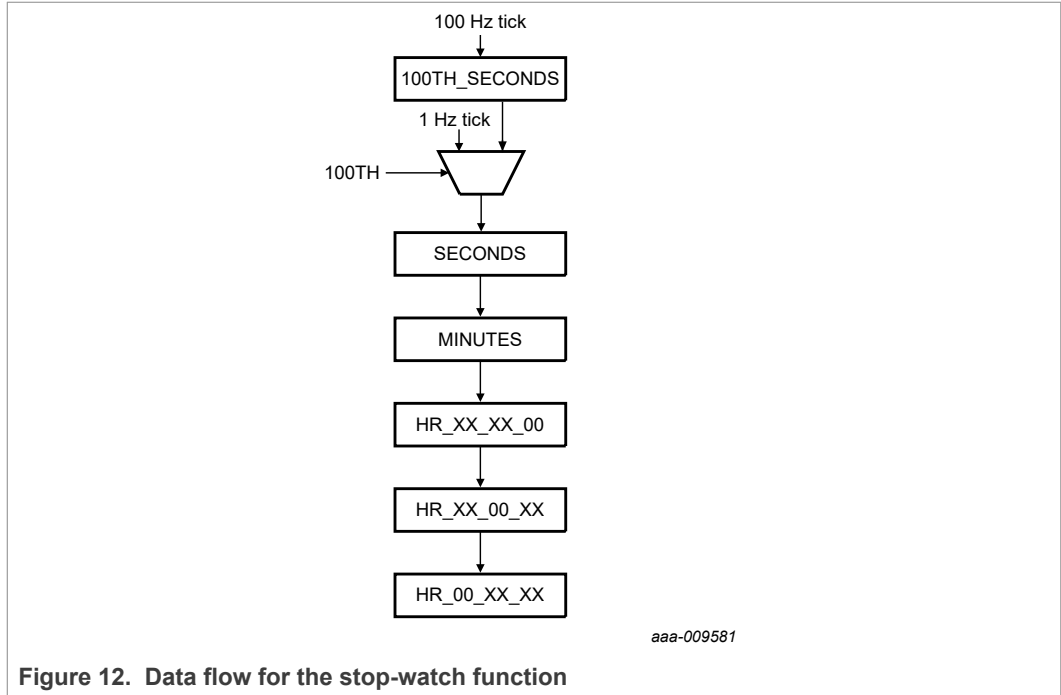 100 Hz tick
100TH_SECONDS
1 Hz tick
100TH
SECONDS
MINUTES
HR_XX_XX_00
HR_XX_00_XX
HR_00_XX_XX
aaa-009581
Figure 12. Data flow for the stop-watch function